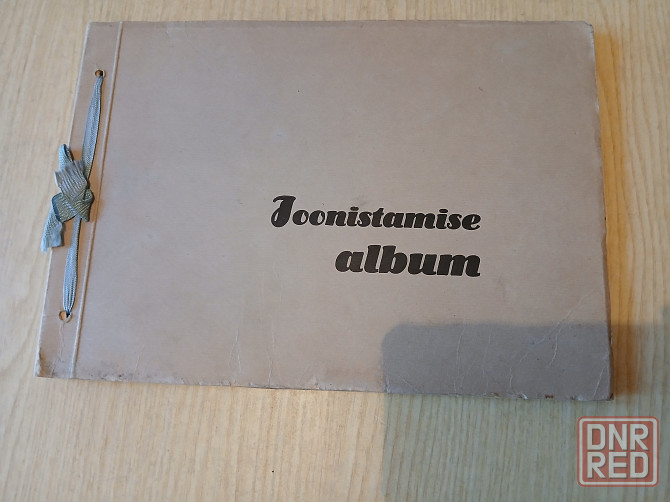 Joonistamise
album
DNR
RED